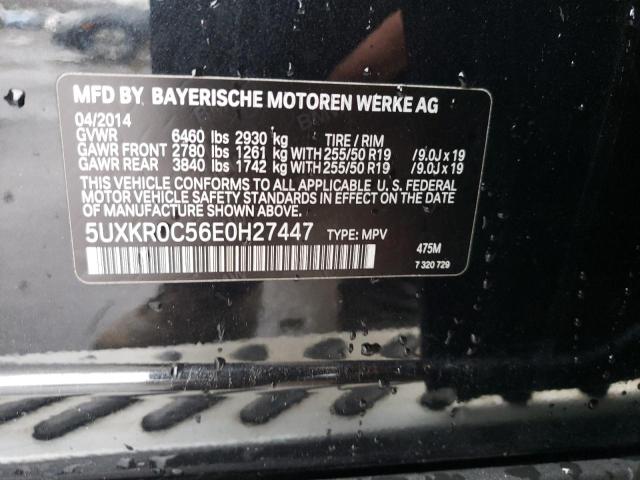 MFD BY BAYERISCHE MOTOREN WERKE AG
04/2014
GVWR 6460 lbs 2930 kg TIRE / RIM
GAWR FRONT 2780 lbs 1261 kg WITH 255/50 R19 /9.0J x 19
GAWR REAR 3840 lbs 1742 kg WITH 255/50 R19 /9.0J x 19
THIS VEHICLE CONFORMS TO ALL APPLICABLE U. S. FEDERAL
MOTOR VEHICLE SAFETY STANDARDS IN EFFECT ON THE DATE OF
MANUFACTURE SHOWN ABOVE.
5UXKR0C56E0H27447 TYPE: MPV
475M
7 320 729